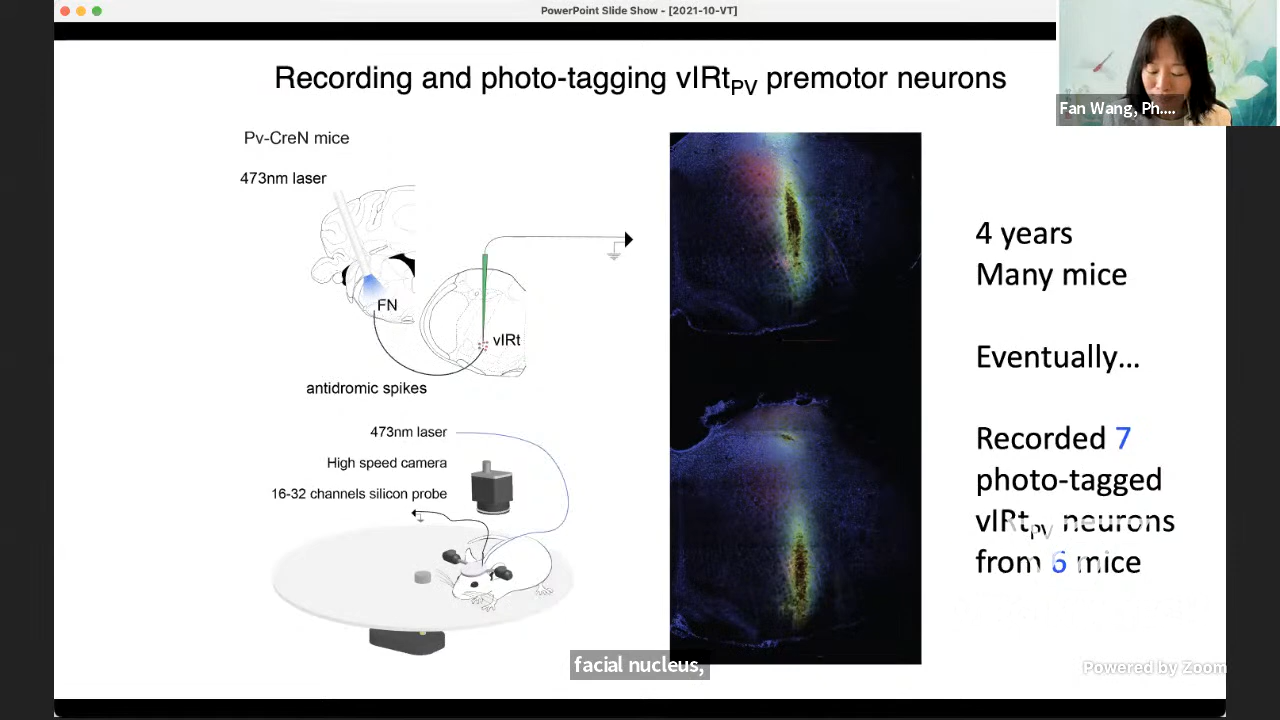 PowerPoint Slide Show - [2021-10-VT]
Fan Wang, Ph....
Recording and photo-tagging vIRtPV premotor neurons
Pv-CreN mice
473nm laser
FN
vIRt
antidromic spikes
473nm laser
High speed camera
16-32 channels silicon probe
4 years
Many mice
Eventually...
Recorded 7
photo-tagged
vIRtPV neurons
from 6 mice
facial nucleus,
Powered by Zoom